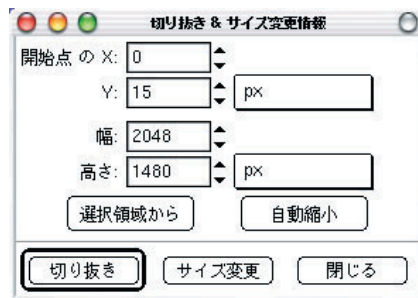 切り抜き & サイズ変更情報
開始点 の X: 0
Y: 15 px
幅: 2048
高さ: 1480 px
選択領域から 自動縮小
切り抜き サイズ変更 閉じる